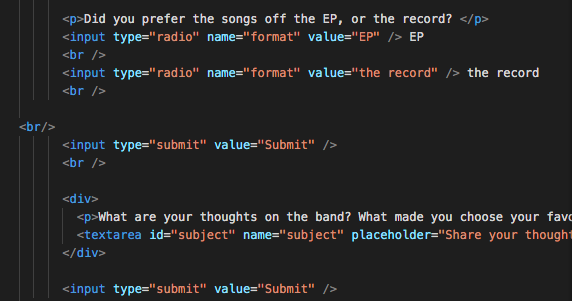 <p>Did you prefer the songs off the EP, or the record? </p>
<input type="radio" name="format" value="EP" /> EP
<br />
<input type="radio" name="format" value="the record" /> the record
<br />
<br/>
<input type="submit" value="Submit" />
<br />
<div>
<p>What are your thoughts on the band? What made you choose your favo
<textarea id="subject" name="subject" placeholder="Share your thought
</div>
<input type="submit" value="Submit" />